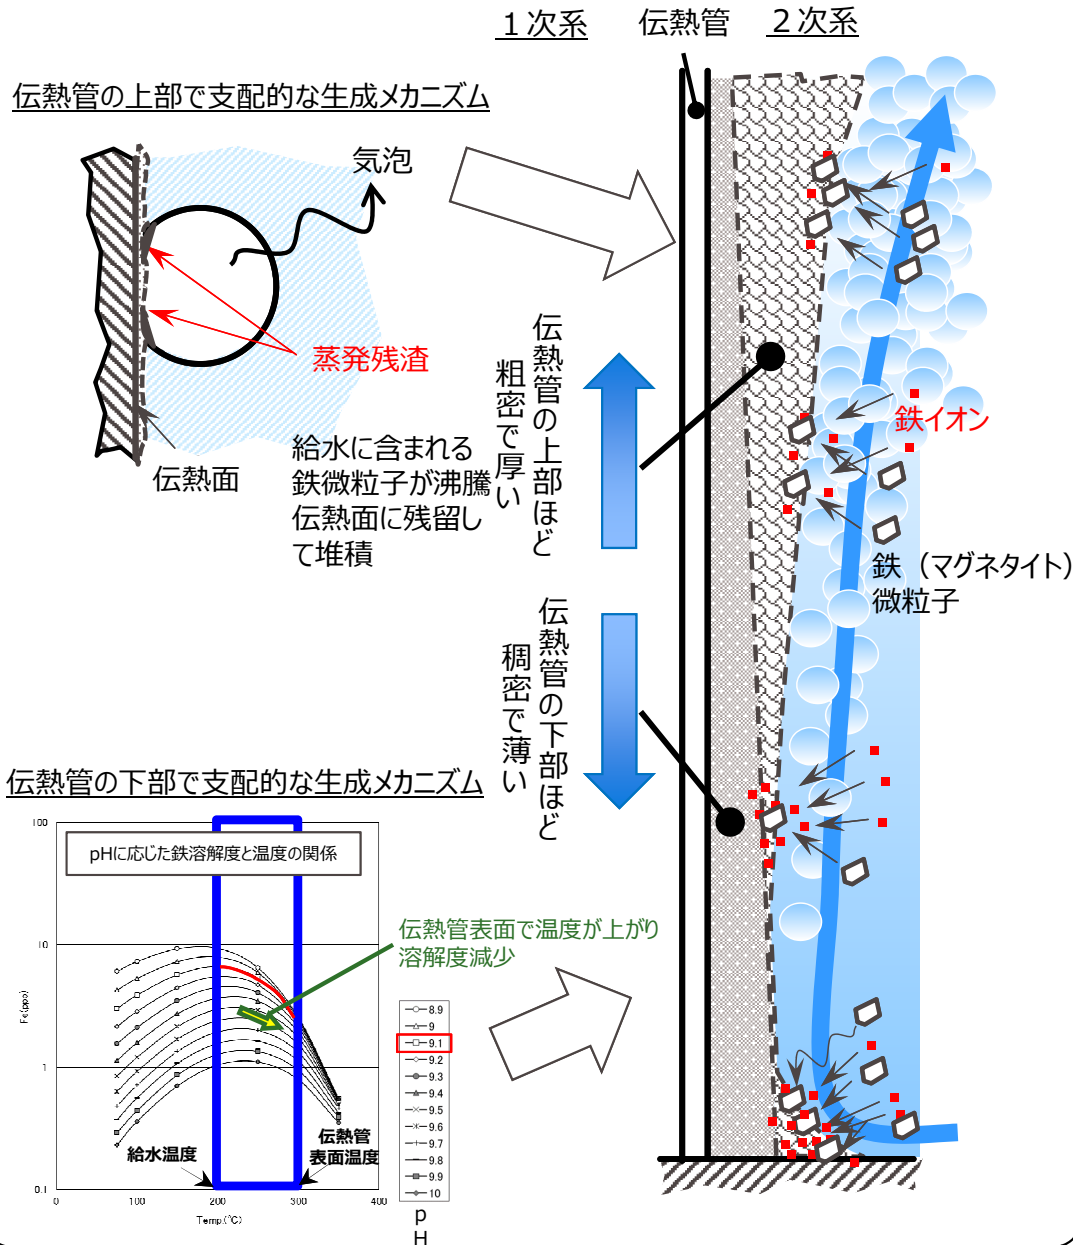 １次系
伝熱管
２次系
伝熱管の上部で支配的な生成メカニズム
気泡
蒸発残渣
伝熱面
給水に含まれる
鉄微粒子が沸騰
伝熱面に残留し
て堆積
伝熱管の上部ほど
粗密で厚い
鉄イオン
鉄（マグネタイト）
微粒子
伝熱管の下部ほど
稠密で薄い
伝熱管の下部で支配的な生成メカニズム
pHに応じた鉄溶解度と温度の関係
伝熱管表面で温度が上がり
溶解度減少
100
10
1
0.1
Fe(ppb)
給水温度
伝熱管
表面温度
0
100
200
300
400
Temp.(℃)
8.9
9
9.1
9.2
9.3
9.4
9.5
9.6
9.7
9.8
9.9
10
p
H